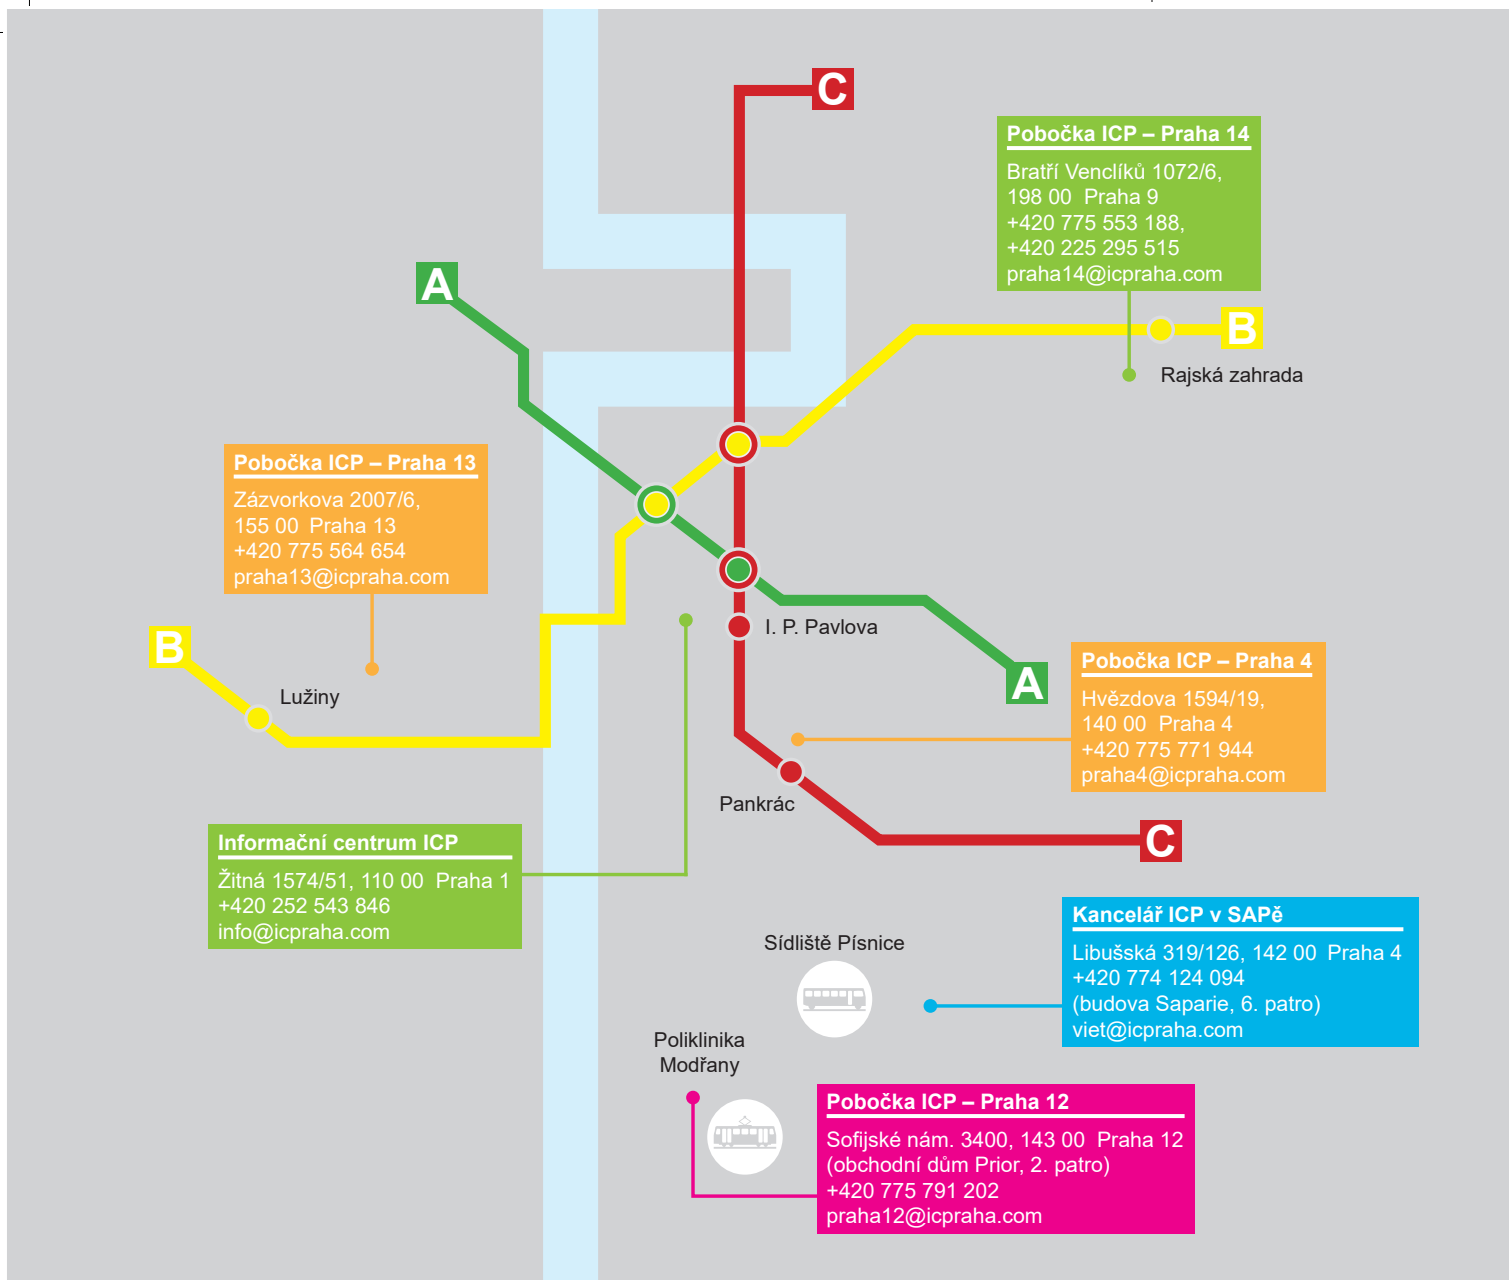 C
Pobočka ICP – Praha 14
Bratří Venclíků 1072/6,
198 00 Praha 9
+420 775 553 188,
+420 225 295 515
praha14@icpraha.com
A
B
Rajská zahrada
Pobočka ICP – Praha 13
Zázvorkova 2007/6,
155 00 Praha 13
+420 775 564 654
praha13@icpraha.com
I. P. Pavlova
B
Lužiny
A
Pobočka ICP – Praha 4
Hvězdova 1594/19,
140 00 Praha 4
+420 775 771 944
praha4@icpraha.com
Pankrác
C
Informační centrum ICP
Žitná 1574/51, 110 00 Praha 1
+420 252 543 846
info@icpraha.com
Kancelář ICP v SAPě
Libušská 319/126, 142 00 Praha 4
+420 774 124 094
(budova Saparie, 6. patro)
viet@icpraha.com
Sídliště Písnice
Poliklinika
Modřany
Pobočka ICP – Praha 12
Sofijské nám. 3400, 143 00 Praha 12
(obchodní dům Prior, 2. patro)
+420 775 791 202
praha12@icpraha.com